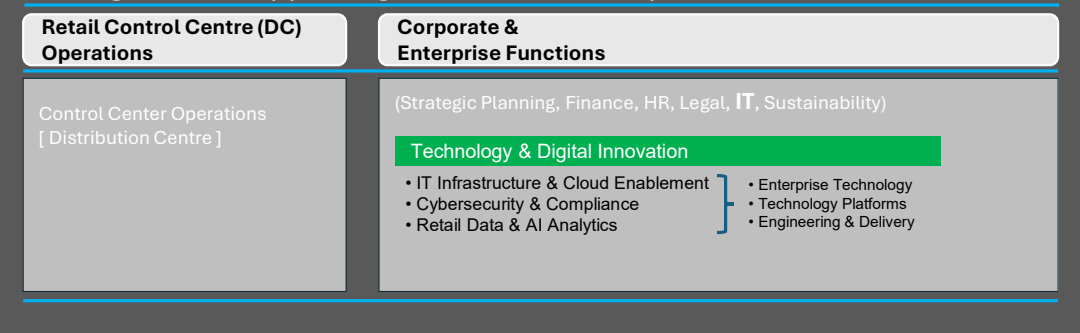 Retail Control Centre (DC)
Operations
Corporate &
Enterprise Functions
Control Center Operations
[ Distribution Centre ]
(Strategic Planning, Finance, HR, Legal, IT, Sustainability)
Technology & Digital Innovation
• IT Infrastructure & Cloud Enablement
• Cybersecurity & Compliance
• Retail Data & AI Analytics
• Enterprise Technology
• Technology Platforms
• Engineering & Delivery